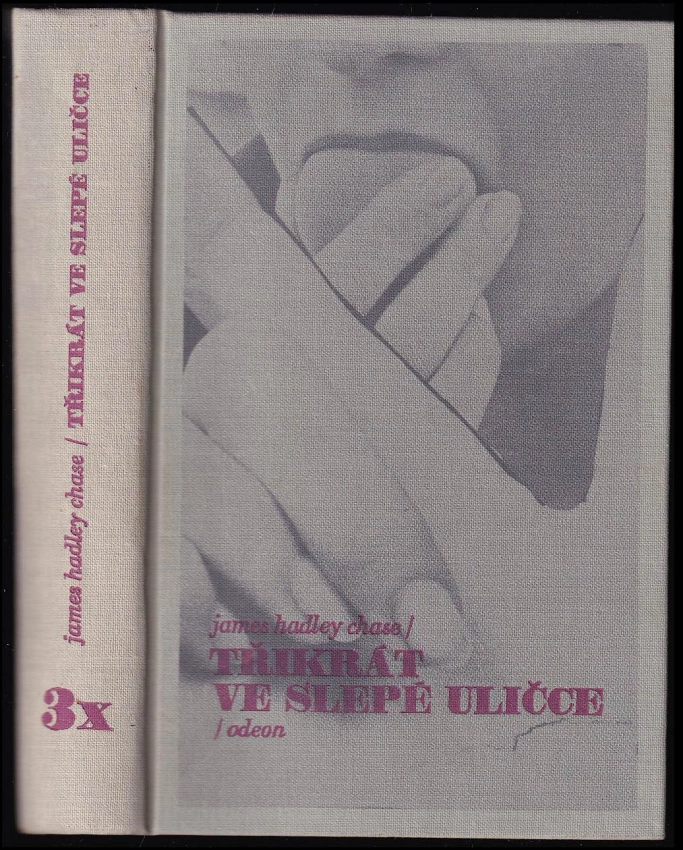 james hadley chase / TŘIKRÁT VE SLEPÉ ULIČCE
3x
james hadley chase /
TŘIKRÁT
VE SLEPÉ ULIČCE
/ odeon